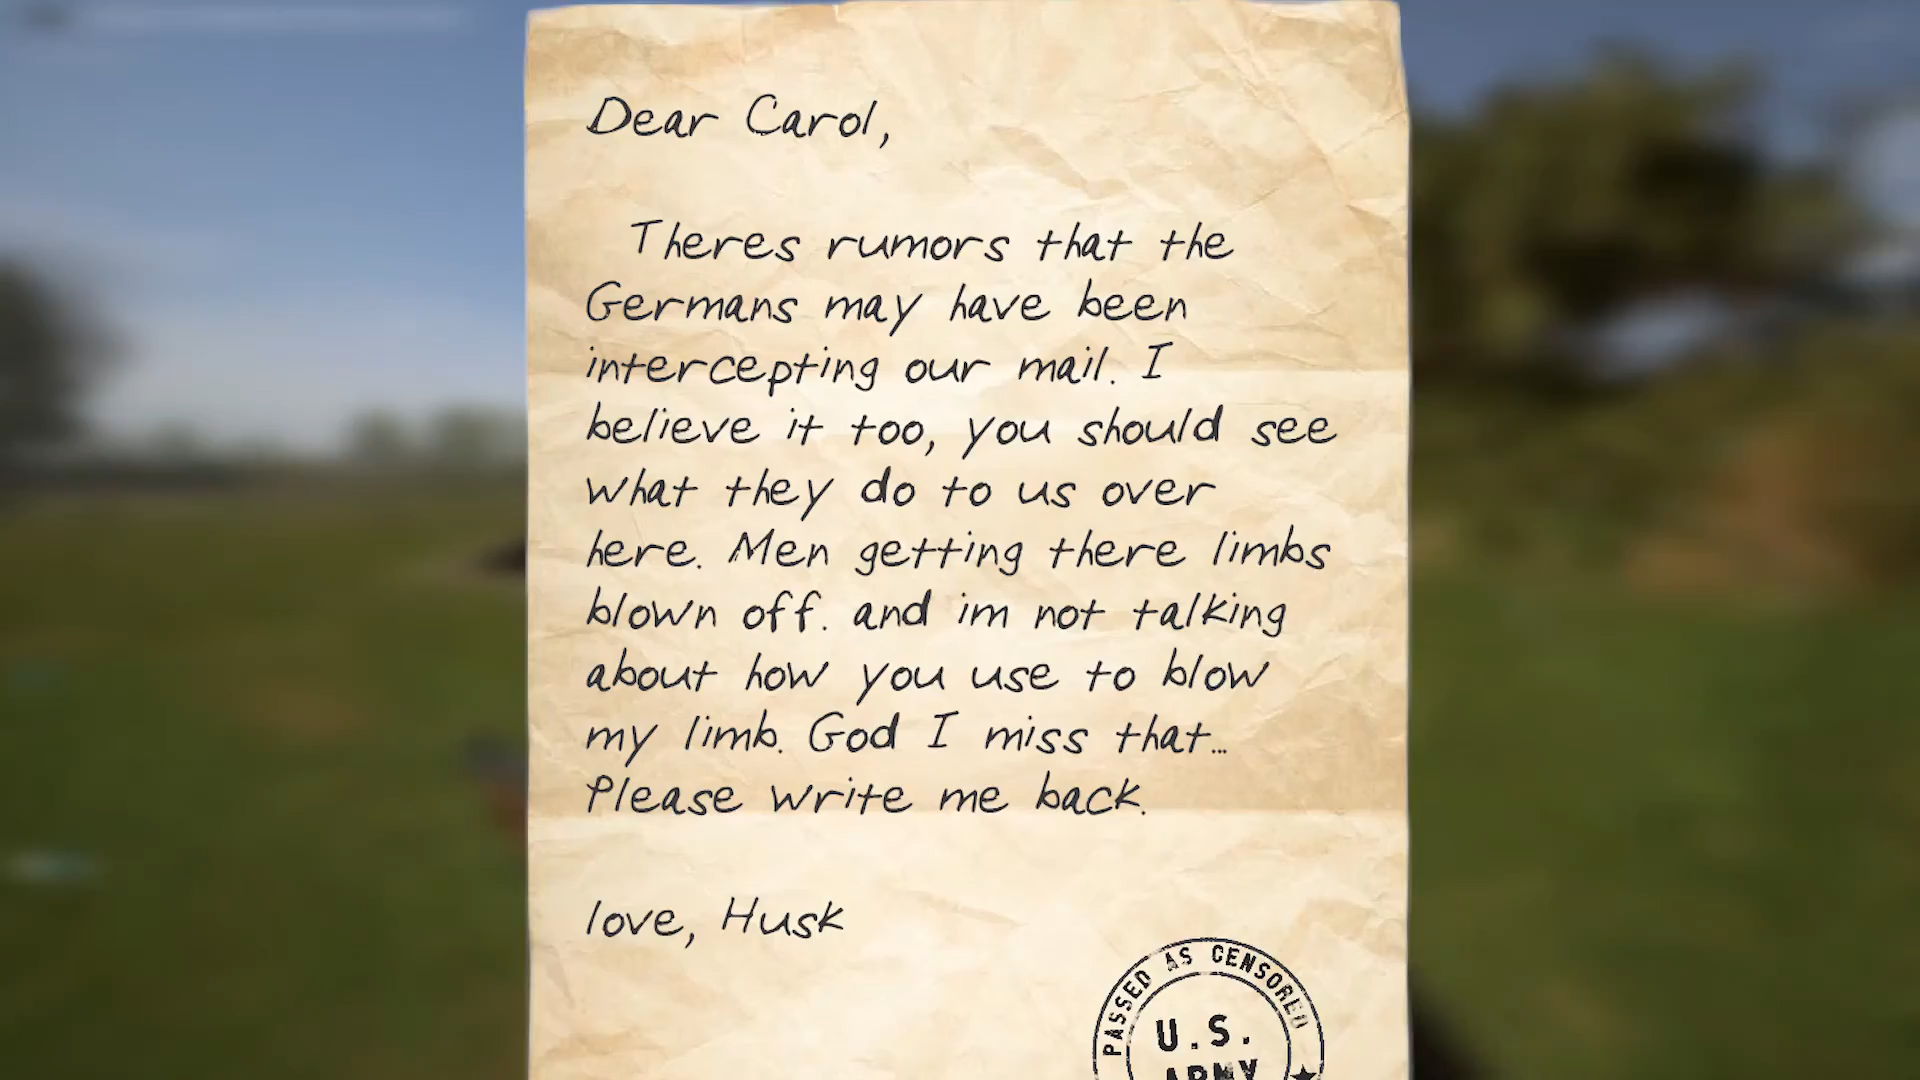 Dear Carol,
Theres rumors that the
Germans may have been
intercepting our mail. I
believe it too, you should see
what they do to us over
here. Men getting there limbs
blown off. and im not talking
about how you use to blow
my limb. God I miss that...
Please write me back.
love, Husk
PASSED AS CENSORED
U.S.
ARMY